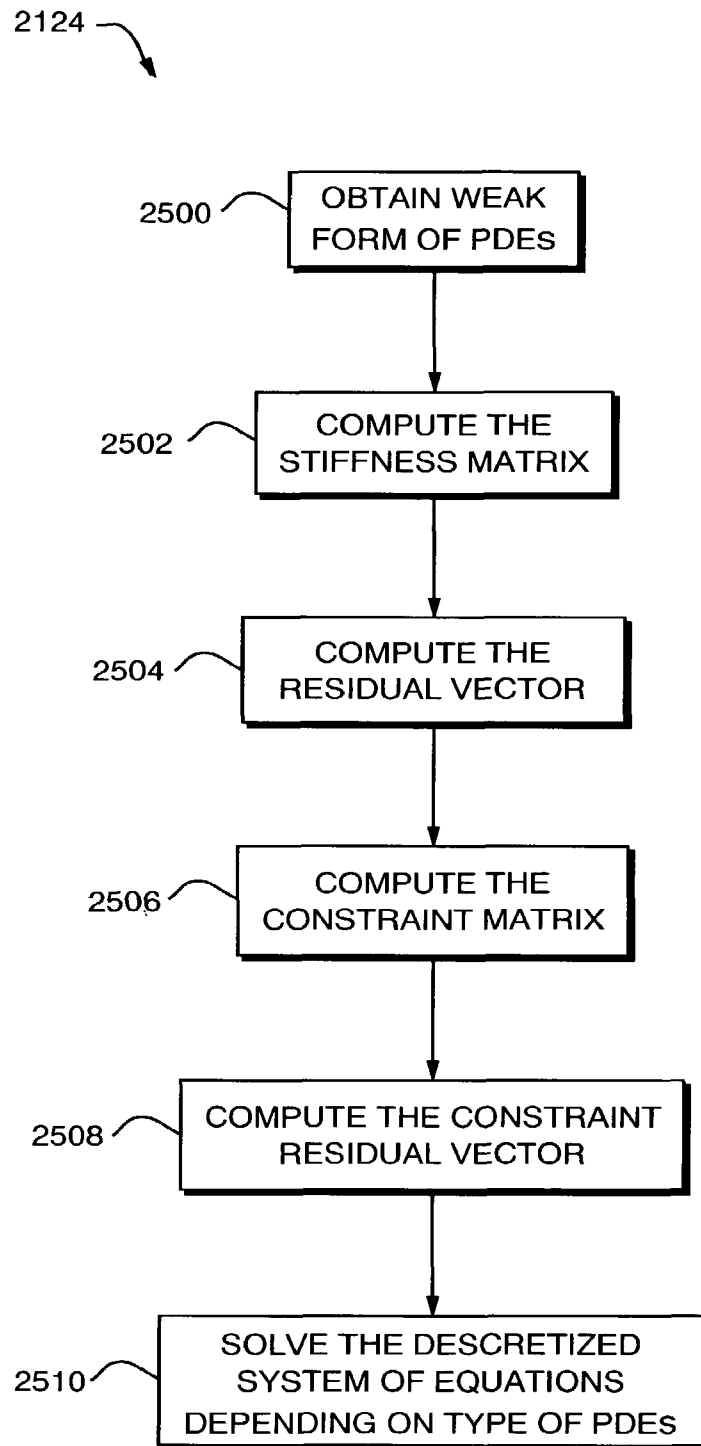 2124
2500
OBTAIN WEAK
FORM OF PDEs
2502
COMPUTE THE
STIFFNESS MATRIX
2504
COMPUTE THE
RESIDUAL VECTOR
2506
COMPUTE THE
CONSTRAINT MATRIX
2508
COMPUTE THE CONSTRAINT
RESIDUAL VECTOR
2510
SOLVE THE DESCRETIZED
SYSTEM OF EQUATIONS
DEPENDING ON TYPE OF PDEs